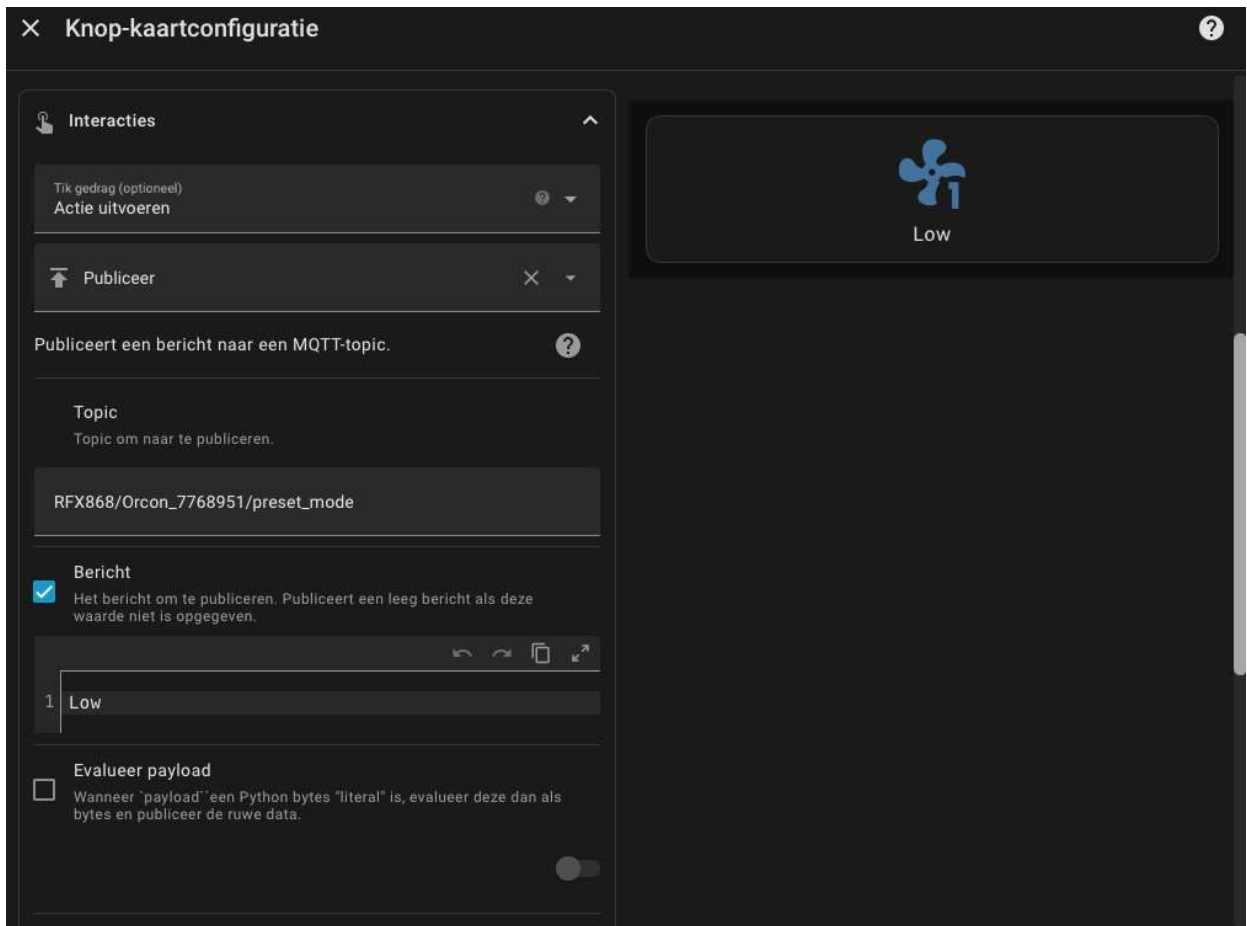 Knop-kaartconfiguratie
Interacties
Tik gedrag (optioneel)
Actie uitvoeren
Publiceer
Publiceert een bericht naar een MQTT-topic.
Topic
Topic om naar te publiceren.
RFX868/Orcon_7768951/preset_mode
Bericht
Het bericht om te publiceren. Publiceert een leeg bericht als deze
waarde niet is opgegeven.
1 Low
Evalueer payload
Wanneer `payload``een Python bytes "literal" is, evalueer deze dan als
bytes en publiceer de ruwe data.
1
Low